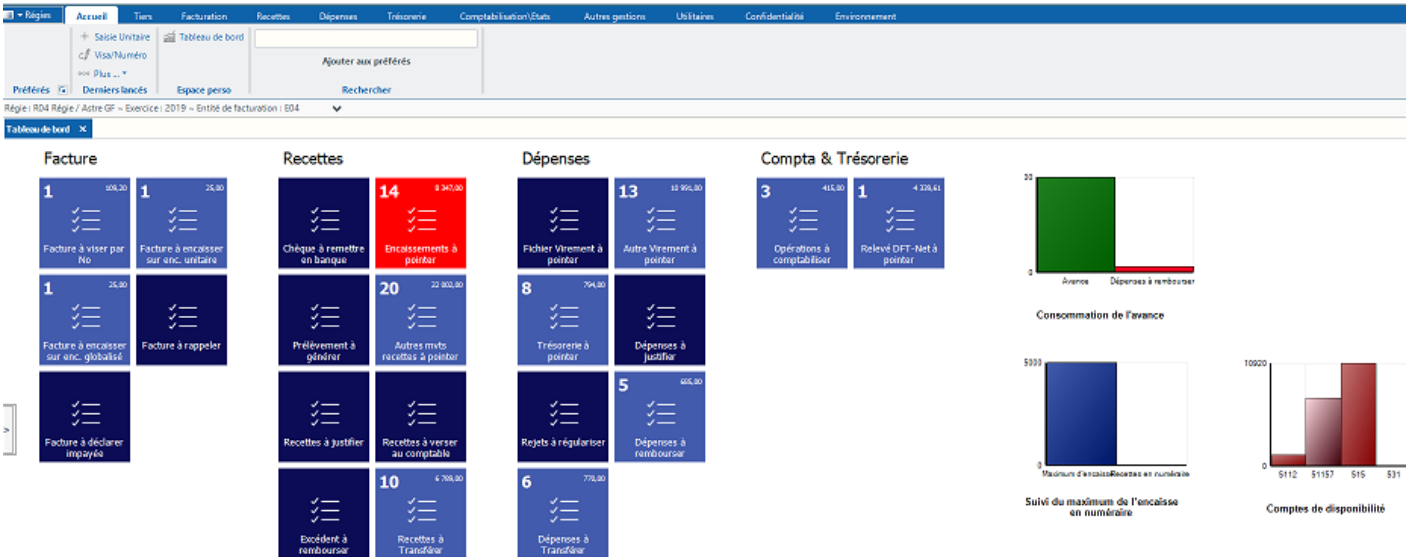 Régies
Accueil Tiers Facturation Recettes Dépenses Trésorerie Comptabilisation\Etats Autres gestions Utilitaires Confidentialité Environnement
Saisie Unitaire
Visa/Numéro
Plus ...
Tableau de bord
Ajouter aux préférés
Préférés Derniers lancés Espace perso Rechercher
Régie : R04 Régie / Astre GF ~ Exercice : 2019 ~ Entité de facturation : E04
Tableau de bord
Facture
1 109,20
Facture à viser par
No
1 25,00
Facture à encaisser
sur enc. unitaire
1 25,00
Facture à encaisser
sur enc. globalisé
Facture à rappeler
Facture à déclarer
impayée
Recettes
Chèque à remettre
en banque
14 8 347,00
Encaissements à
pointer
Prélèvement à
générer
20 22 002,00
Autres mvts
recettes à pointer
Recettes à justifier
Recettes à verser
au comptable
Excédent à
rembourser
10 6 789,00
Recettes à
Transférer
Dépenses
Fichier Virement à
pointer
13 10 991,00
Autre Virement à
pointer
8 794,00
Trésorerie à
pointer
Dépenses à
justifier
Rejets à régulariser
5 605,00
Dépenses à
rembourser
6 770,00
Dépenses à
Transférer
Compta & Trésorerie
3 415,00
Opérations à
comptabiliser
1 4 339,61
Relevé DFT-Net à
pointer
0
Avance Dépenses à rembourser
Consommation de l'avance
5000
0
Maximum d'encaisse Recettes en numéraire
Suivi du maximum de l'encaisse
en numéraire
10920
0
5112 51157 515 531
Comptes de disponibilité